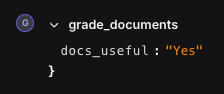 G grade_documents
docs_useful : "Yes"
}